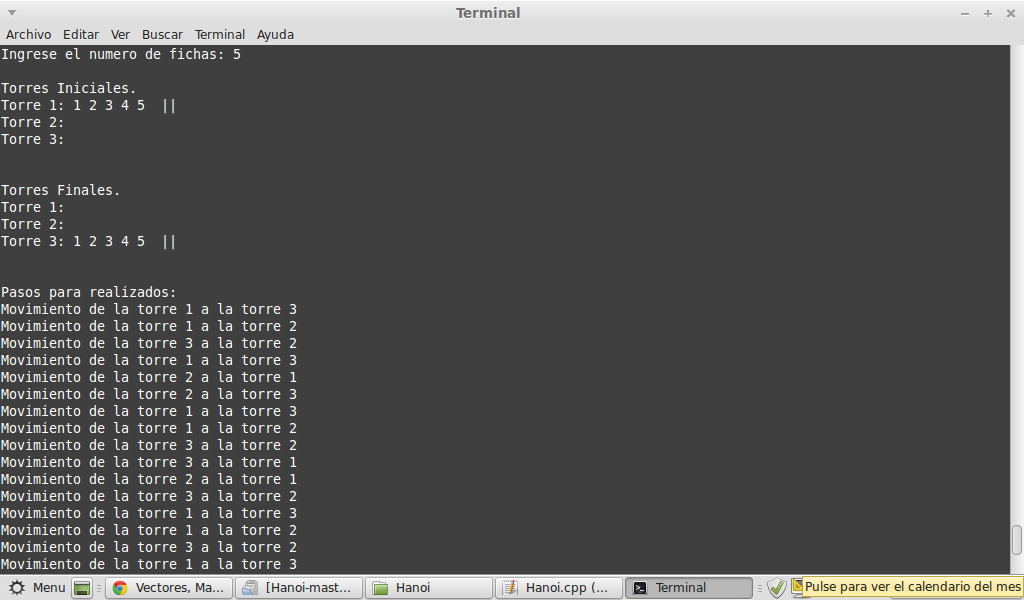 Terminal
Archivo Editar Ver Buscar Terminal Ayuda
Ingrese el numero de fichas: 5
Torres Iniciales.
Torre 1: 1 2 3 4 5 ||
Torre 2:
Torre 3:
Torres Finales.
Torre 1:
Torre 2:
Torre 3: 1 2 3 4 5 ||
Pasos para realizados:
Movimiento de la torre 1 a la torre 3
Movimiento de la torre 1 a la torre 2
Movimiento de la torre 3 a la torre 2
Movimiento de la torre 1 a la torre 3
Movimiento de la torre 2 a la torre 1
Movimiento de la torre 2 a la torre 3
Movimiento de la torre 1 a la torre 3
Movimiento de la torre 1 a la torre 2
Movimiento de la torre 3 a la torre 2
Movimiento de la torre 3 a la torre 1
Movimiento de la torre 2 a la torre 1
Movimiento de la torre 3 a la torre 2
Movimiento de la torre 1 a la torre 3
Movimiento de la torre 1 a la torre 2
Movimiento de la torre 3 a la torre 2
Movimiento de la torre 1 a la torre 3
Menu Vectores, Ma... [Hanoi-mast... Hanoi Hanoi.cpp (... Terminal Pulse para ver el calendario del mes